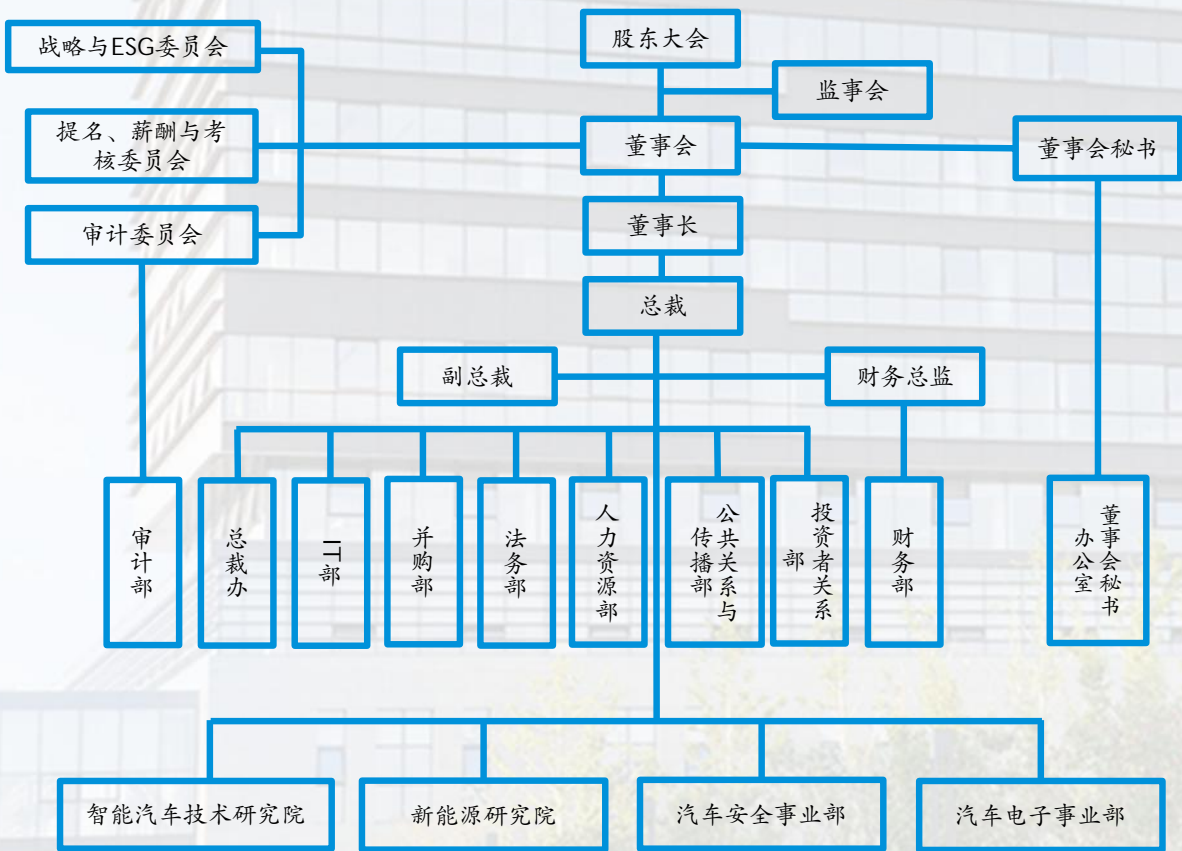 股东大会
战略与ESG委员会
监事会
提名、薪酬与考
核委员会
董事会
董事会秘书
审计委员会
董事长
总裁
副总裁
财务总监
审计部
总裁办
IT部
并购部
法务部
人力资源部
公共关系与
传播部
投资者关系
部
财务部
董事会秘书
办公室
智能汽车技术研究院
新能源研究院
汽车安全事业部
汽车电子事业部